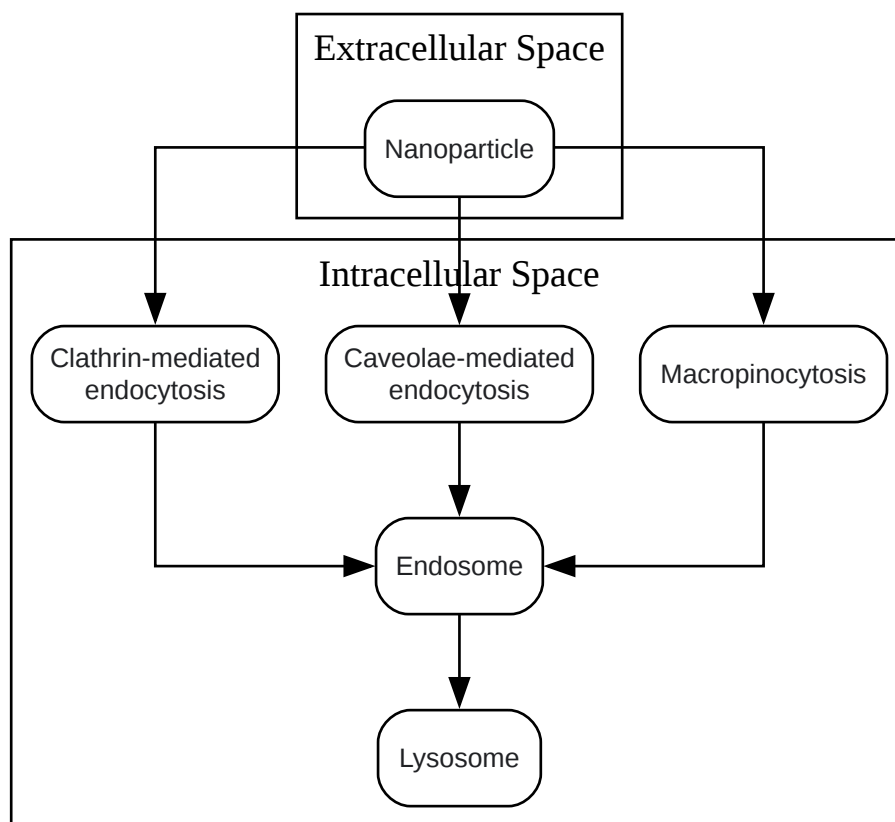 Extracellular Space
Nanoparticle
Intracellular Space
Clathrin-mediated
endocytosis
Caveolae-mediated
endocytosis
Macropinocytosis
Endosome
Lysosome